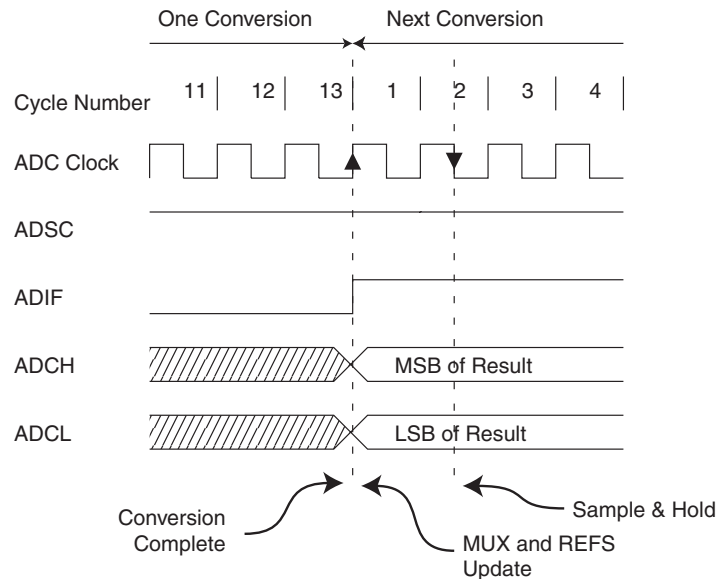 One Conversion Next Conversion
Cycle Number 11 12 13 1 2 3 4
ADC Clock
ADSC
ADIF
ADCH MSB of Result
ADCL LSB of Result
Conversion
Complete
MUX and REFS
Update
Sample & Hold